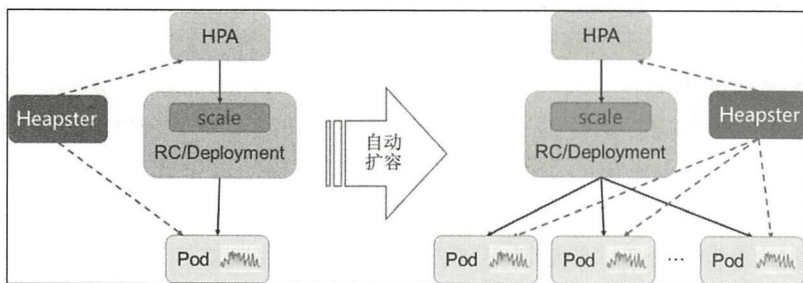 HPA
Heapster
scale
RC/Deployment
Pod
自动
扩容
HPA
Heapster
scale
RC/Deployment
Pod Pod ... Pod